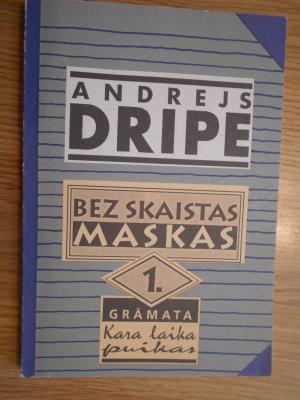 ANDREJS
DRIPE
BEZ SKAISTAS
MASKAS
1.
GRĀMATA
Kara laika
puikas